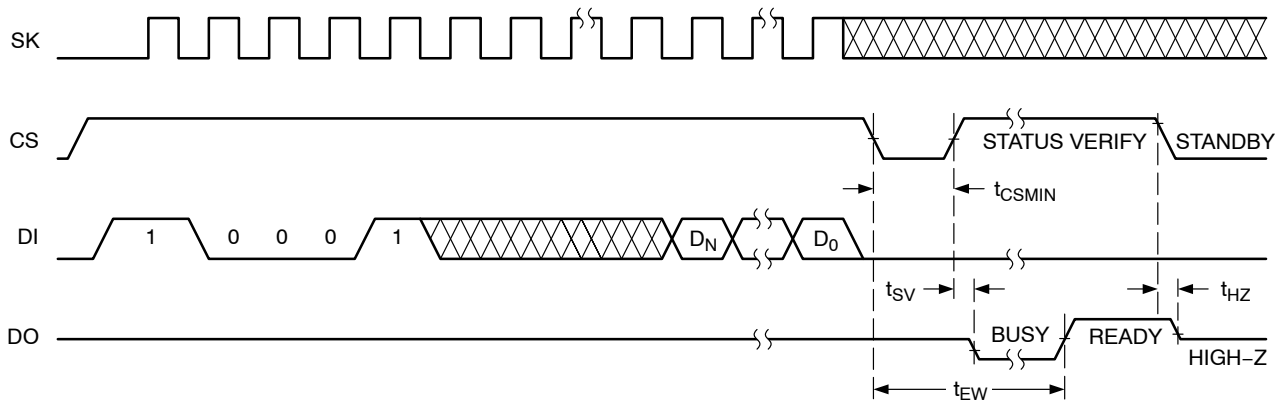 SK
CS
STATUS VERIFY
STANDBY
tCSMIN
DI
1
0
0
0
1
DN
D0
tSV
tHZ
DO
BUSY
READY
HIGH–Z
tEW